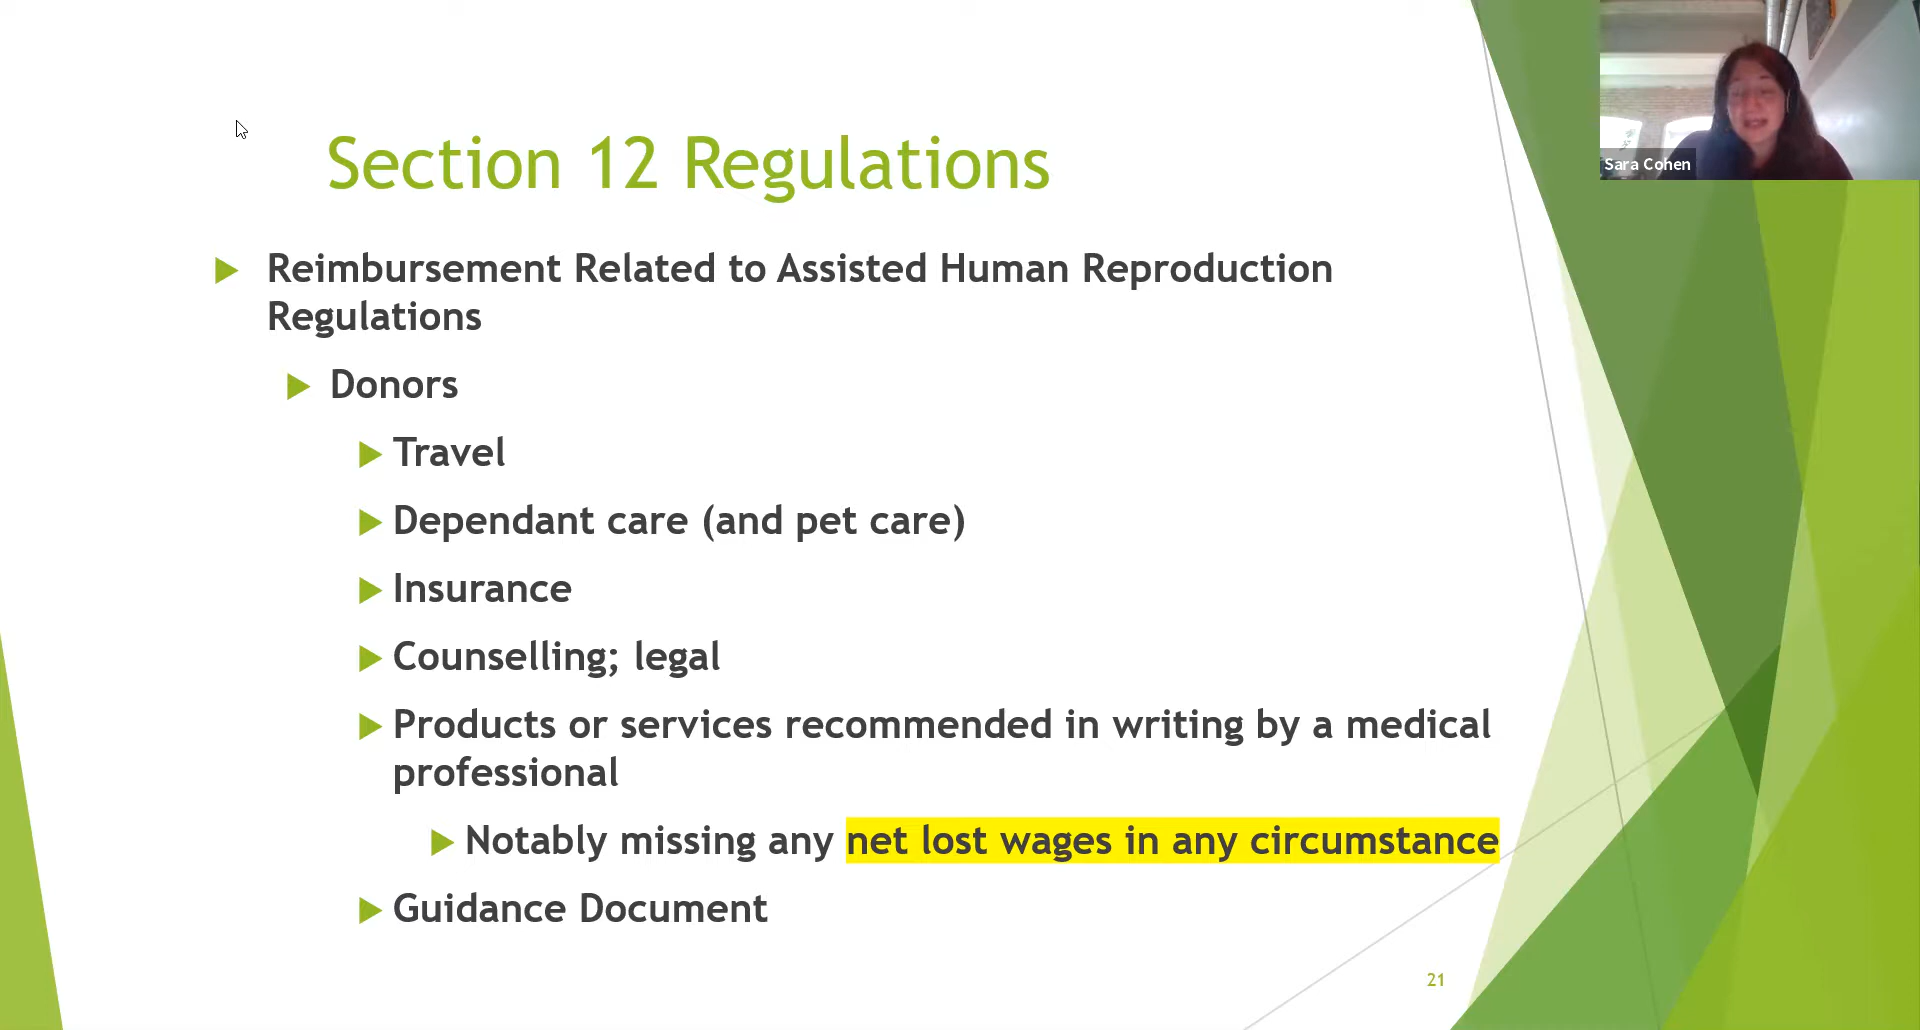 Sara Cohen
Section 12 Regulations
Reimbursement Related to Assisted Human Reproduction
Regulations
Donors
Travel
Dependant care (and pet care)
Insurance
Counselling; legal
Products or services recommended in writing by a medical
professional
Notably missing any net lost wages in any circumstance
Guidance Document
21